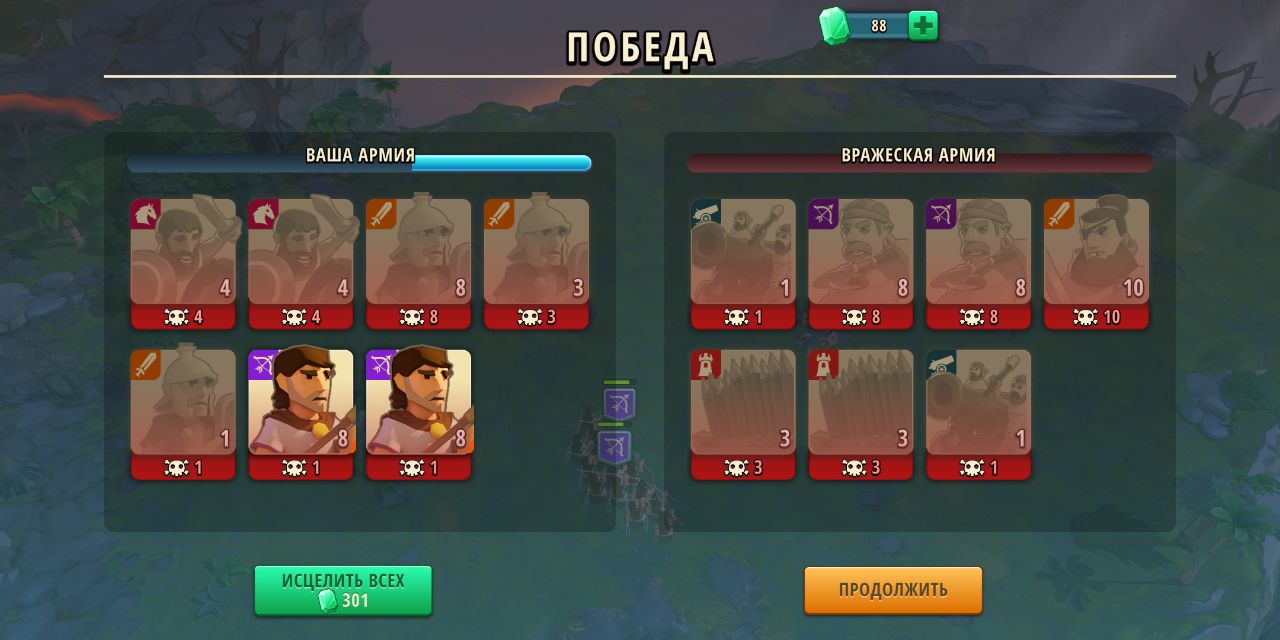 88
ПОБЕДА
ВАША АРМИЯ
ВРАЖЕСКАЯ АРМИЯ
4 4 8 3
4 4 8 3
1 8 8
1 1 1
1 8 8 10
1 8 8 10
3 3 1
3 3 1
ИСЦЕЛИТЬ ВСЕХ
301
ПРОДОЛЖИТЬ